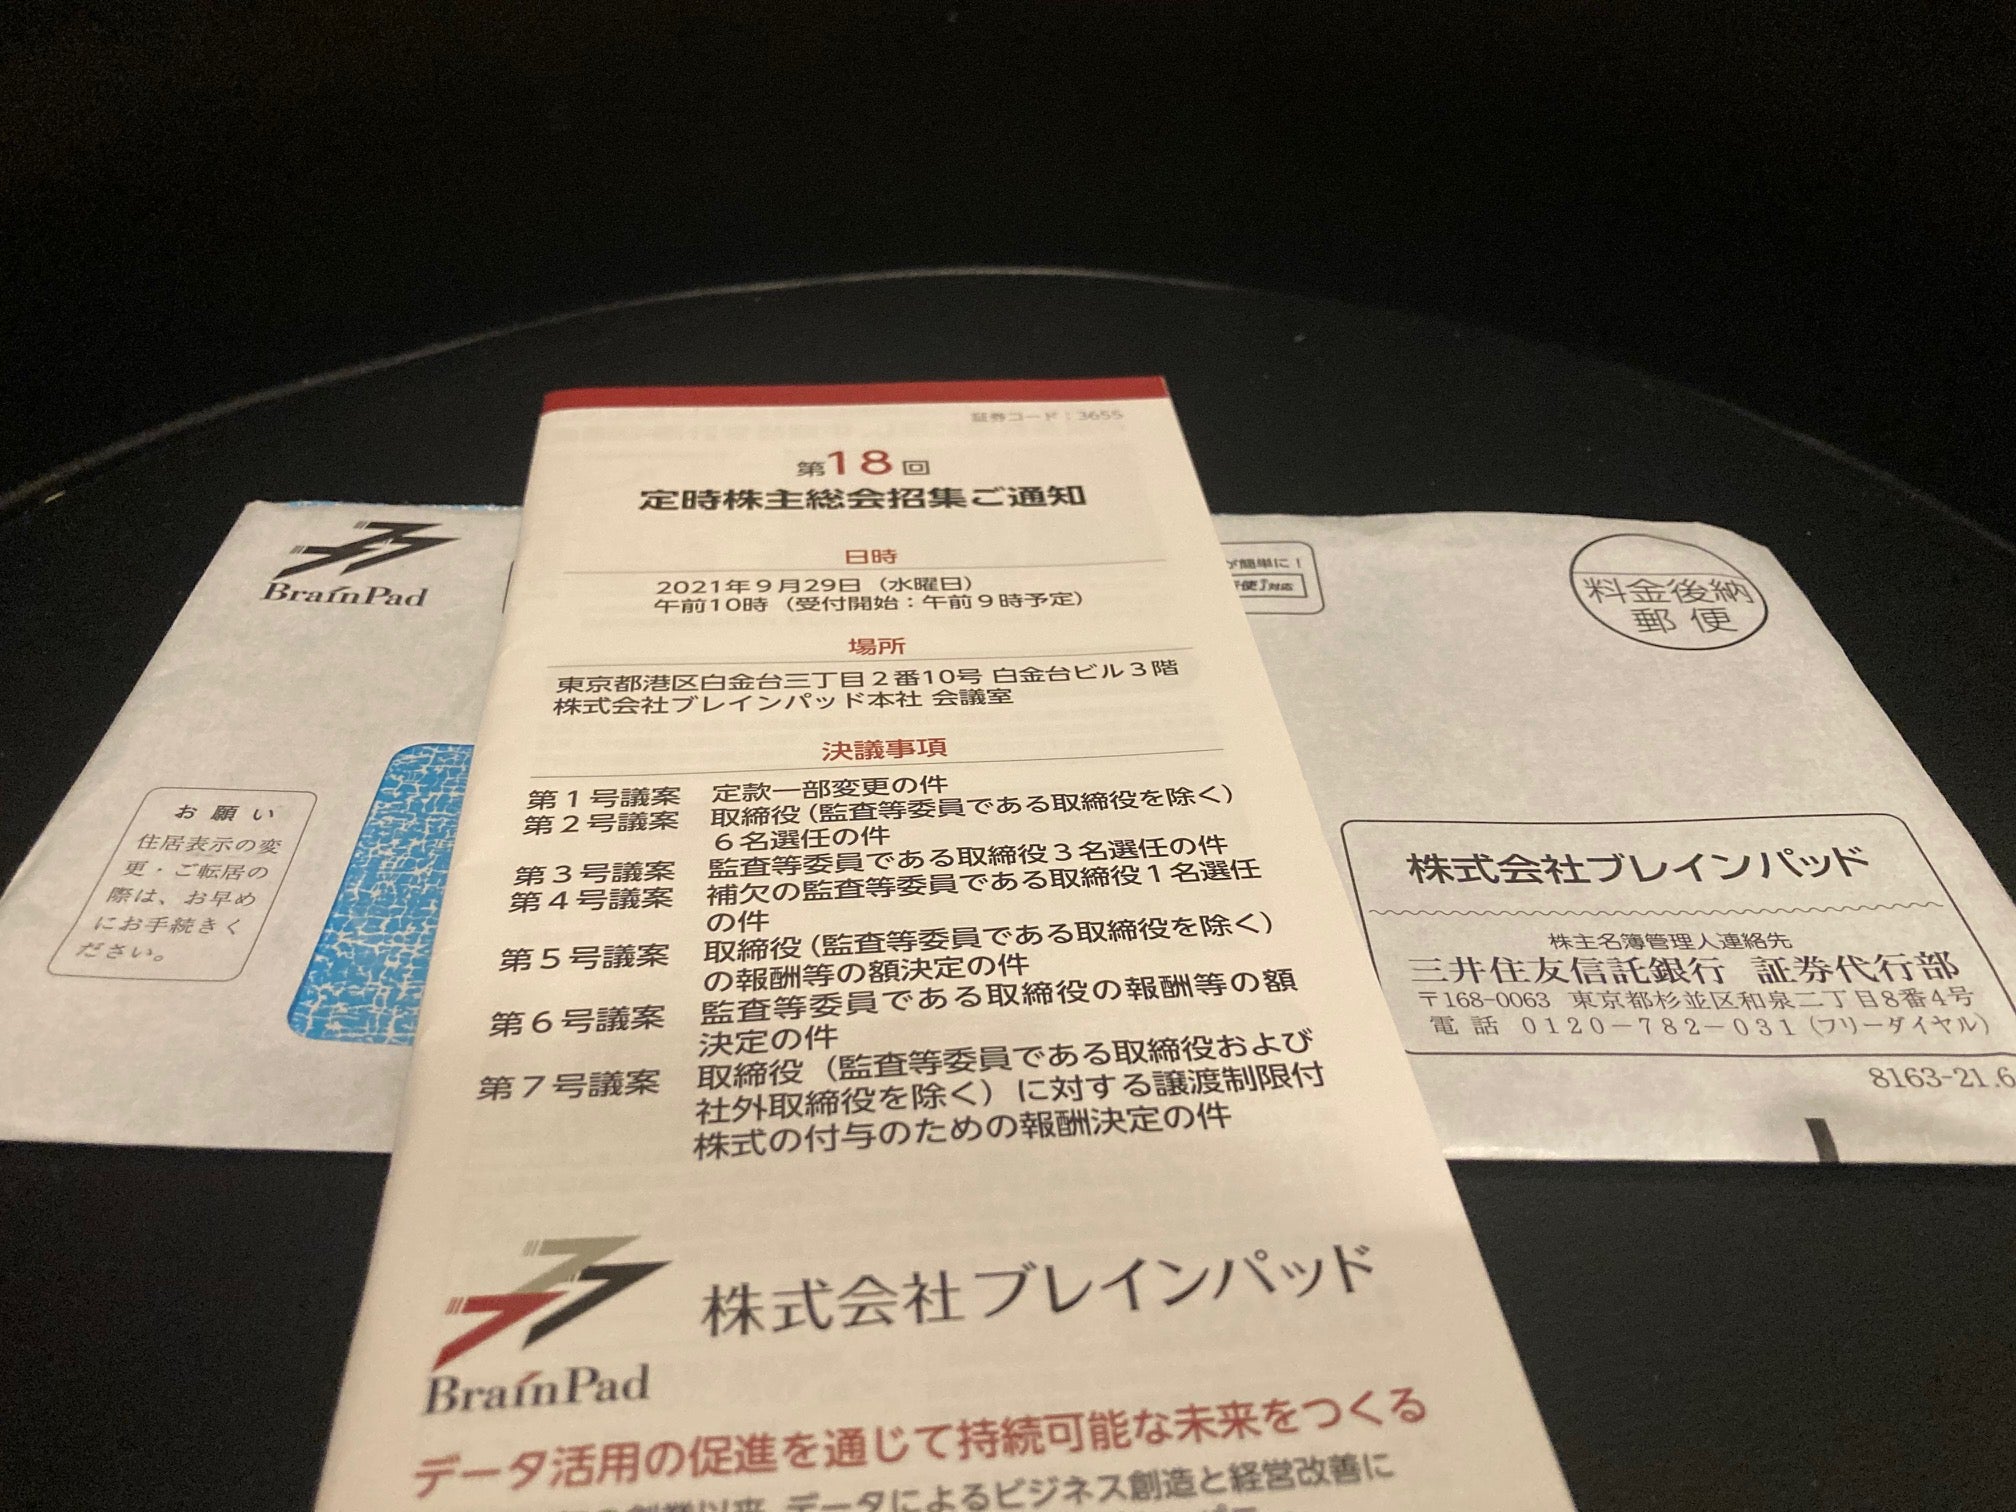 証券コード：3655
第18回
定時株主総会招集ご通知
日時
2021年9月29日（水曜日）
午前10時（受付開始：午前9時予定）
場所
東京都港区白金台三丁目2番10号 白金台ビル3階
株式会社ブレインパッド本社 会議室
決議事項
第1号議案 定款一部変更の件
第2号議案 取締役（監査等委員である取締役を除く）
6名選任の件
第3号議案 監査等委員である取締役3名選任の件
第4号議案 補欠の監査等委員である取締役1名選任
の件
第5号議案 取締役（監査等委員である取締役を除く）
の報酬等の額決定の件
第6号議案 監査等委員である取締役の報酬等の額
決定の件
第7号議案 取締役（監査等委員である取締役および
社外取締役を除く）に対する譲渡制限付
株式の付与のための報酬決定の件
株式会社ブレインパッド
BrainPad
データ活用の促進を通じて持続可能な未来をつくる
創業以来、データによるビジネス創造と経営改善に
BrainPad
お願い
住居表示の変
更・ご転居の
際は、お早め
にお手続きく
ださい。
が簡単に！
便」対応
料金後納
郵便
株式会社ブレインパッド
株主名簿管理人連絡先
三井住友信託銀行 証券代行部
〒168-0063 東京都杉並区和泉二丁目8番4号
電話 0120-782-031（フリーダイヤル）
8163-21.6